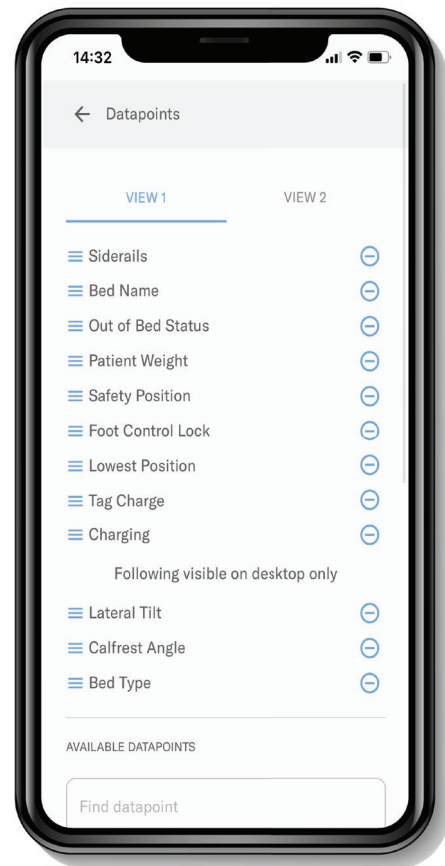 14:32
Datapoints
VIEW 1 VIEW 2
Siderails
Bed Name
Out of Bed Status
Patient Weight
Safety Position
Foot Control Lock
Lowest Position
Tag Charge
Charging
Following visible on desktop only
Lateral Tilt
Calfrest Angle
Bed Type
AVAILABLE DATAPOINTS
Find datapoint